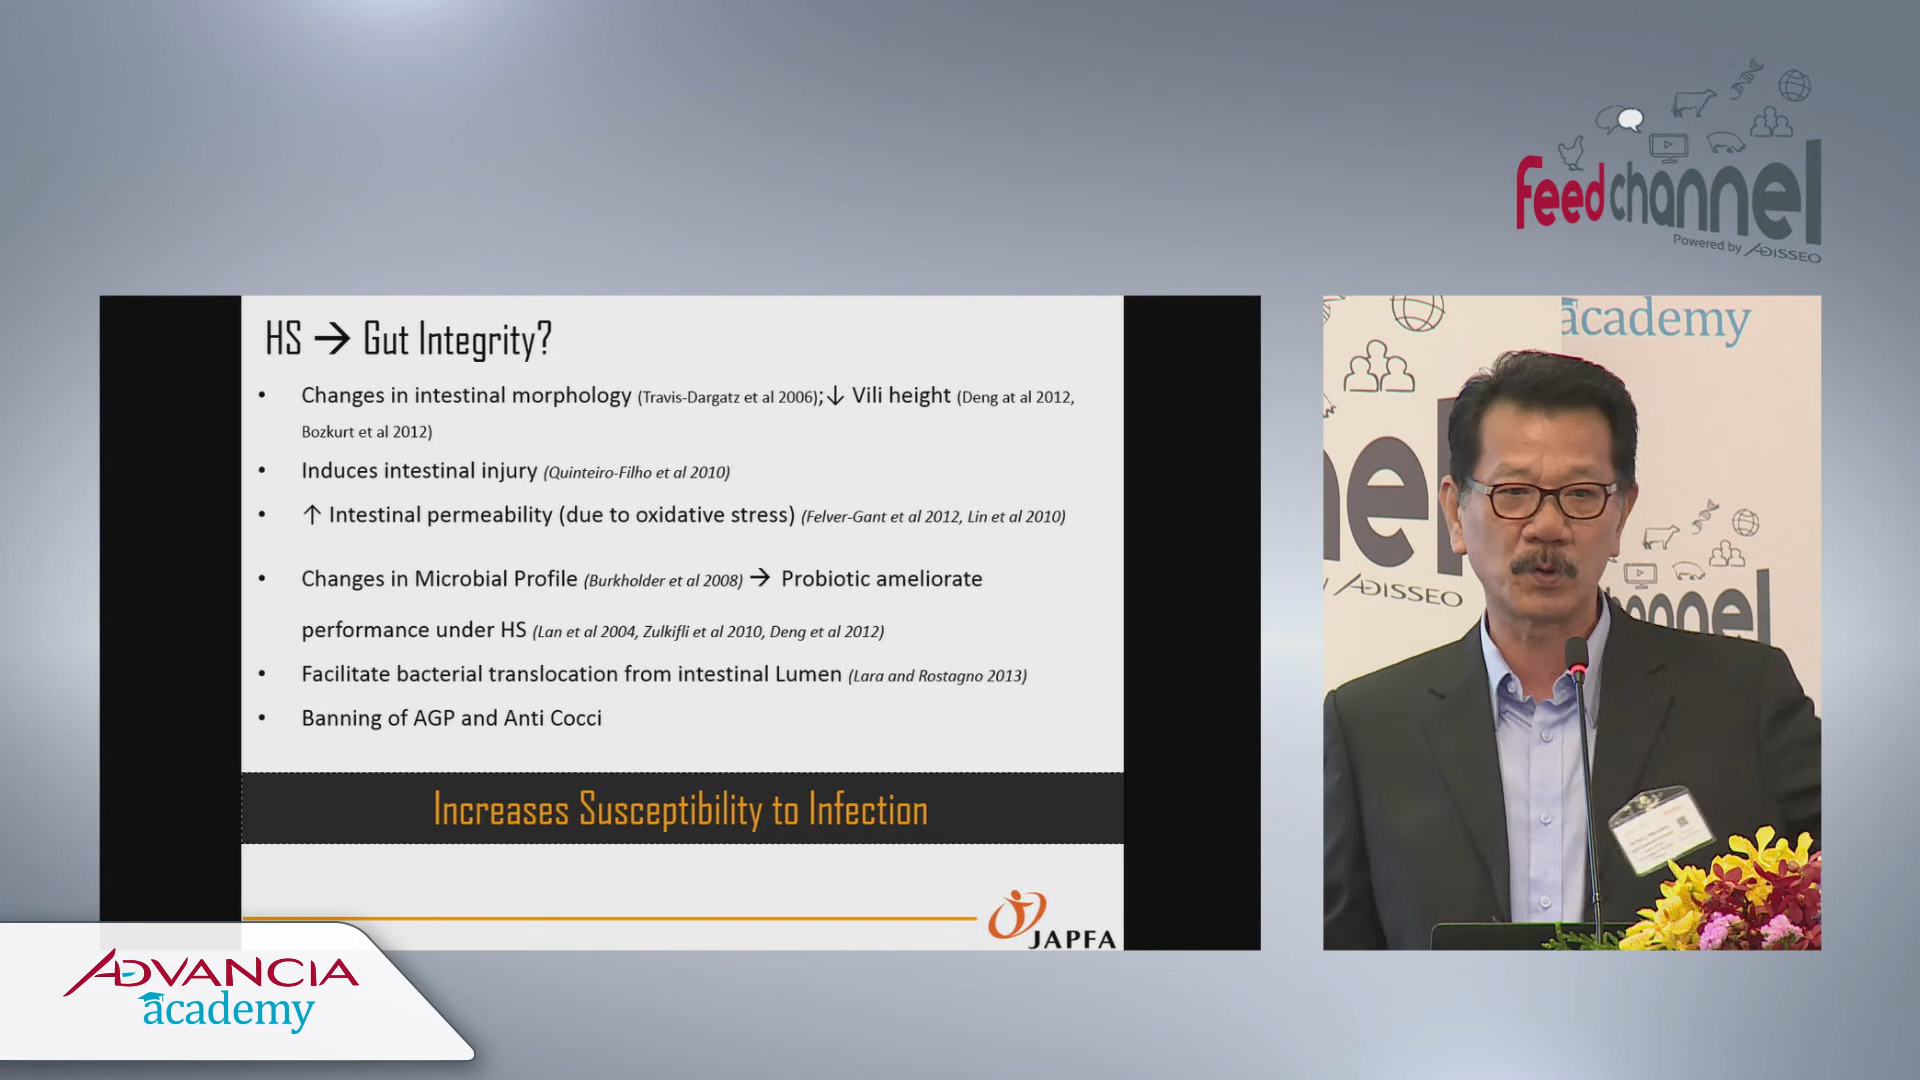 feedchannel
Powered by ADISSEO
HS → Gut Integrity?
• Changes in intestinal morphology (Travis-Dargatz et al 2006);↓ Vili height (Deng at al 2012,
Bozkurt et al 2012)
• Induces intestinal injury (Quinteiro-Filho et al 2010)
• ↑ Intestinal permeability (due to oxidative stress) (Felver-Gant et al 2012, Lin et al 2010)
• Changes in Microbial Profile (Burkholder et al 2008) → Probiotic ameliorate
performance under HS (Lan et al 2004, Zulkifli et al 2010, Deng et al 2012)
• Facilitate bacterial translocation from intestinal Lumen (Lara and Rostagno 2013)
• Banning of AGP and Anti Cocci
Increases Susceptibility to Infection
JAPFA
academy
nel
ADISSEO
hannel
ADVANCIA
academy